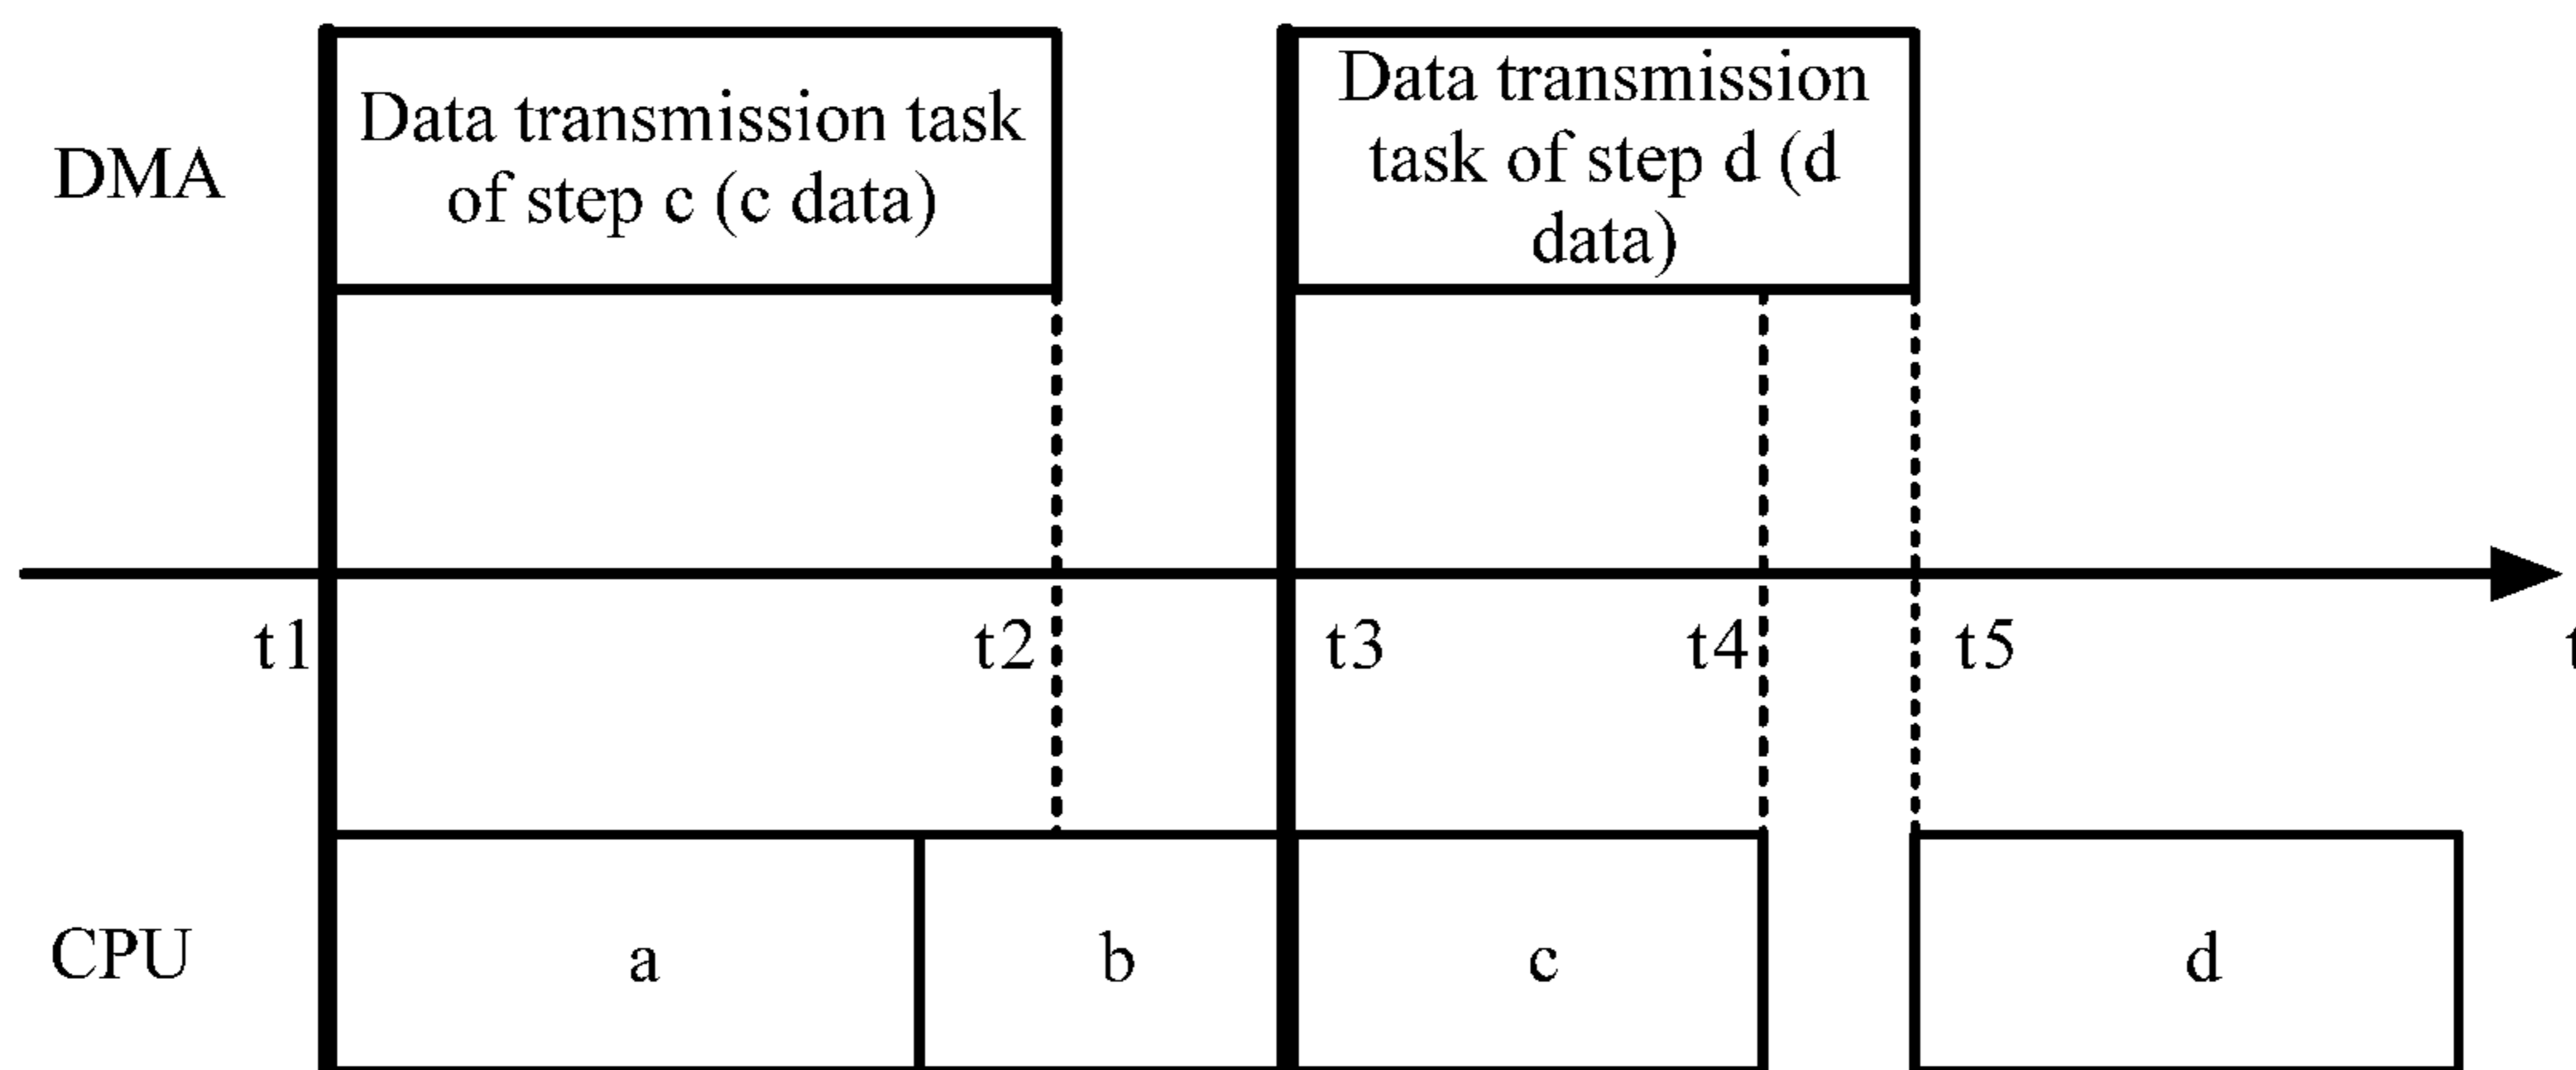 Data transmission task
of step c (c data)
Data transmission
task of step d (d
data)
DMA
t1
t2
t3
t4
t5
t
CPU
a
b
c
d